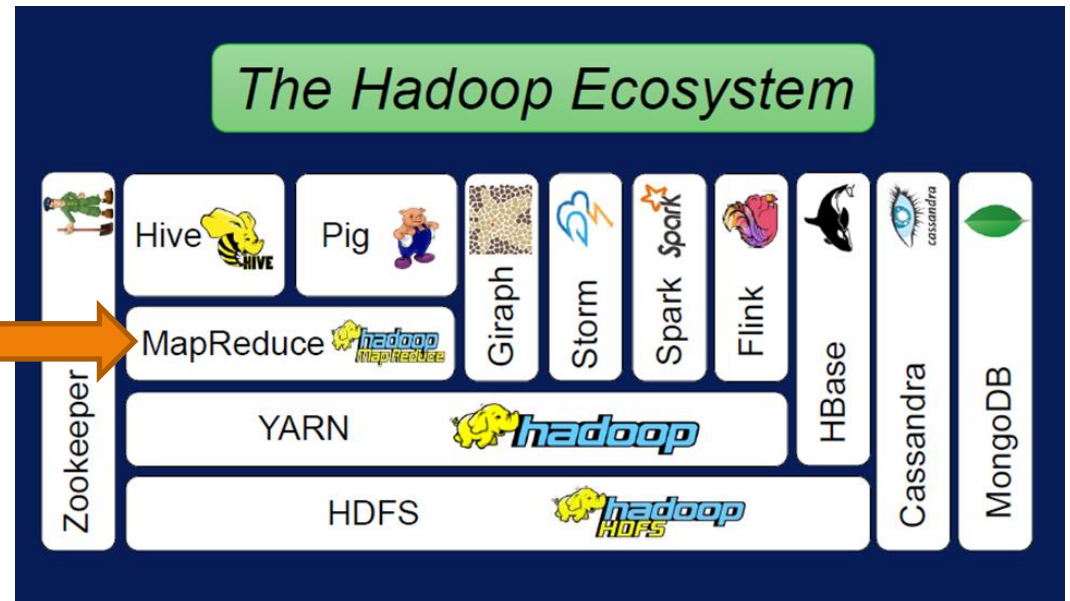 The Hadoop Ecosystem
Zookeeper
Hive
HIVE
Pig
Giraph
Storm
Spark
Spark
Flink
HBase
Cassandra
cassandra
MongoDB
MapReduce
hadoop
Map Reduce
YARN
hadoop
HDFS
hadoop
HDFS